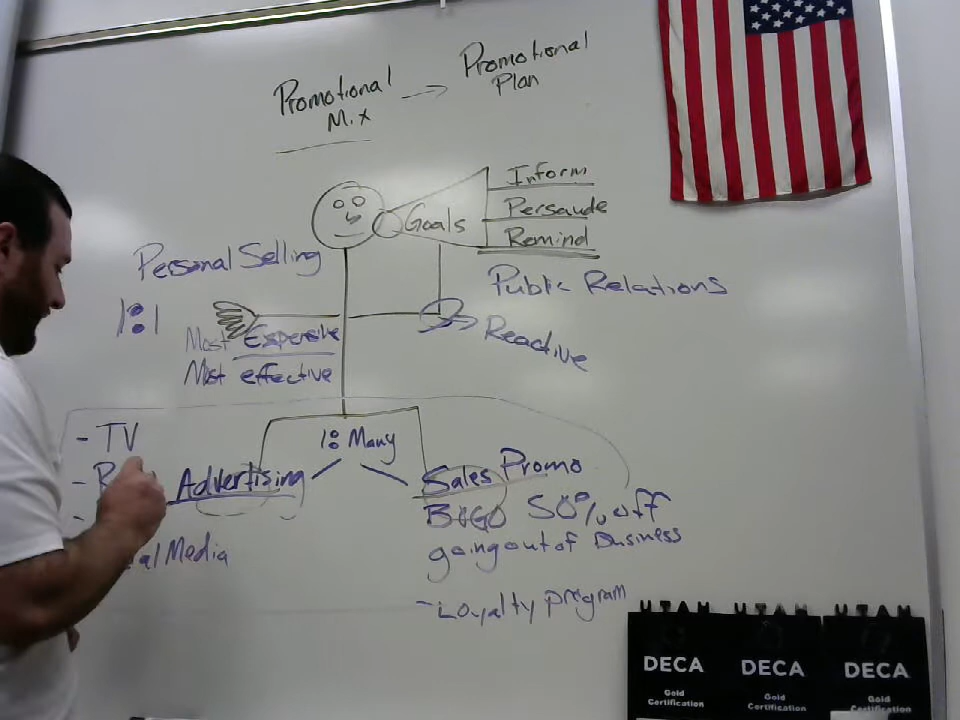 Promotional Mix → Promotional Plan
Inform
Goals
Persaude
Remind
Personal Selling
1:1
Public Relations
Most Expensive
Most effective
Reactive
- TV
1: Many
Advertising
Sales Promo
BOGO 50% off
going out of Business
Media
- Loyalty program
UTAH UTAH UTAH
DECA DECA DECA
Gold Certification
Gold Certification
Gold Certification